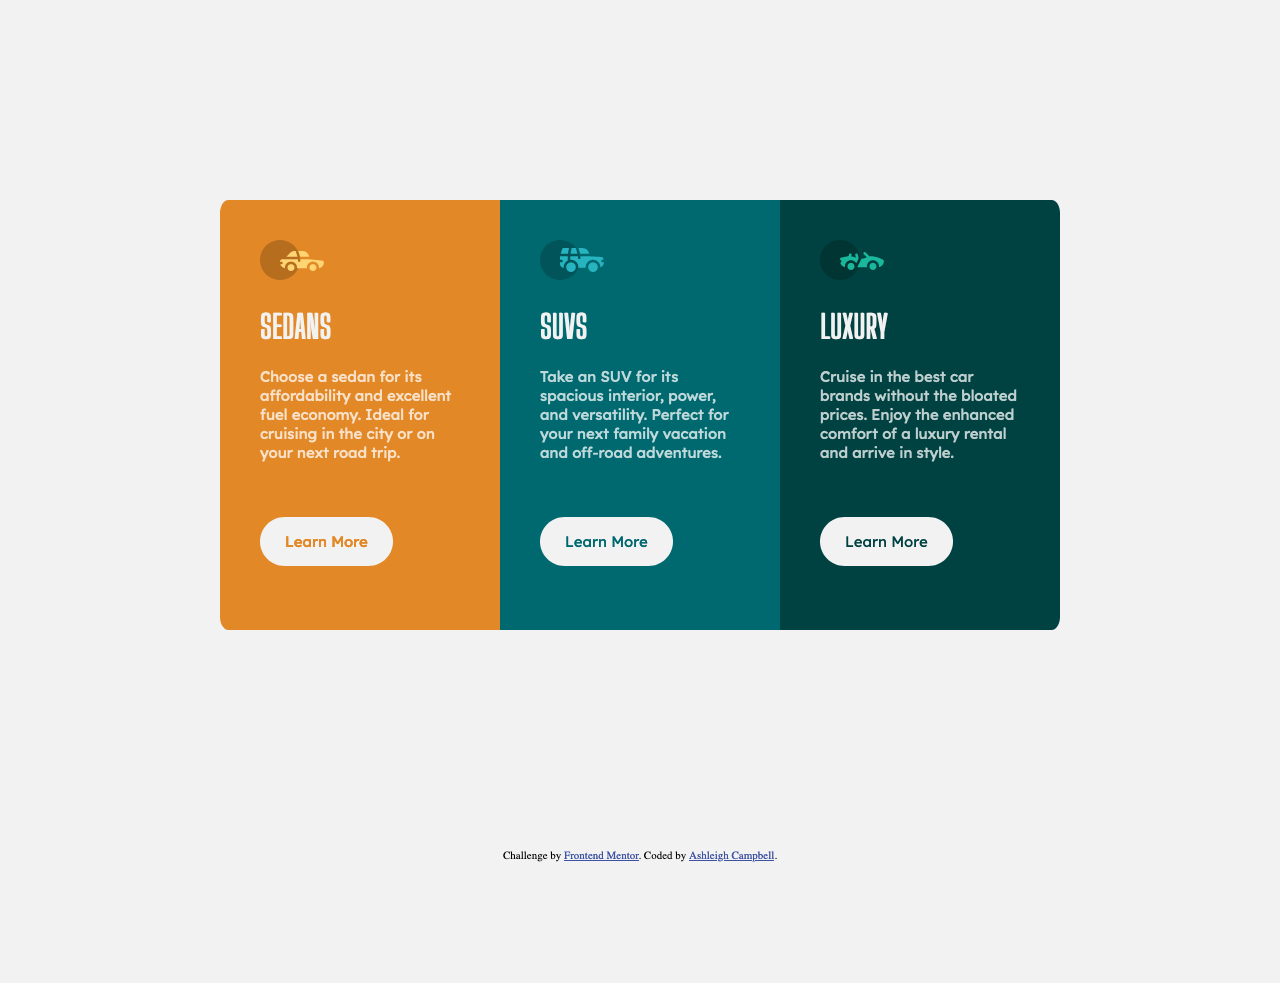 SEDANS
Choose a sedan for its
affordability and excellent
fuel economy. Ideal for
cruising in the city or on
your next road trip.
Learn More
SUVS
Take an SUV for its
spacious interior, power,
and versatility. Perfect for
your next family vacation
and off-road adventures.
Learn More
LUXURY
Cruise in the best car
brands without the bloated
prices. Enjoy the enhanced
comfort of a luxury rental
and arrive in style.
Learn More
Challenge by Frontend Mentor. Coded by Ashleigh Campbell.